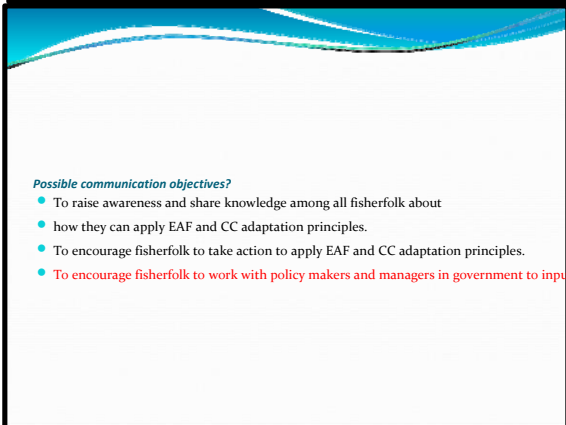 Possible communication objectives?
To raise awareness and share knowledge among all fisherfolk about
how they can apply EAF and CC adaptation principles.
To encourage fisherfolk to take action to apply EAF and CC adaptation principles.
To encourage fisherfolk to work with policy makers and managers in government to inpu